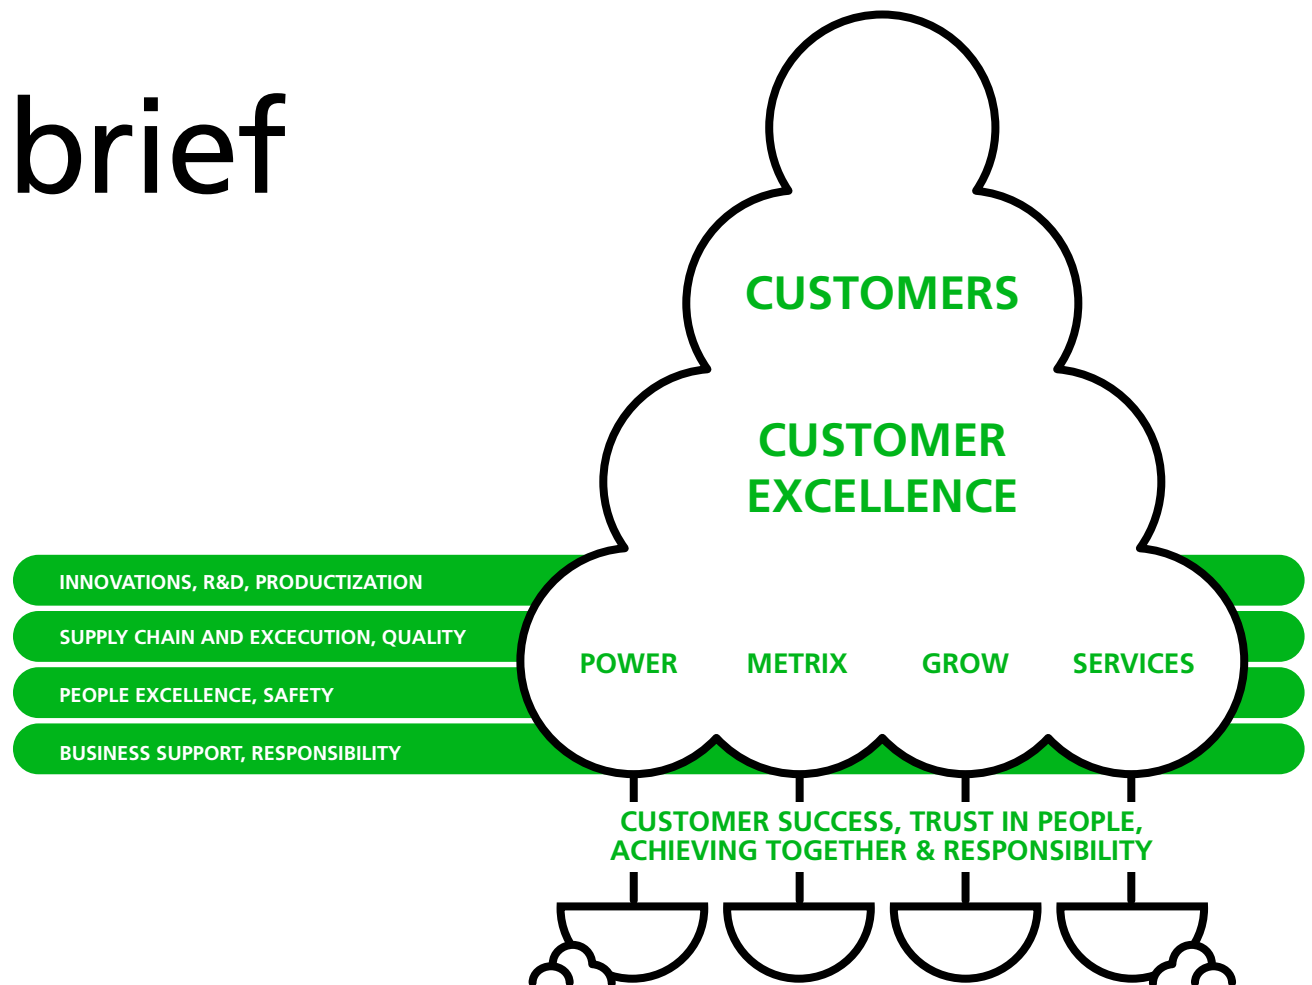 brief
CUSTOMERS
CUSTOMER
EXCELLENCE
INNOVATIONS, R&D, PRODUCTIZATION
SUPPLY CHAIN AND EXCECUTION, QUALITY
PEOPLE EXCELLENCE, SAFETY
BUSINESS SUPPORT, RESPONSIBILITY
POWER METRIX GROW SERVICES
CUSTOMER SUCCESS, TRUST IN PEOPLE,
ACHIEVING TOGETHER & RESPONSIBILITY